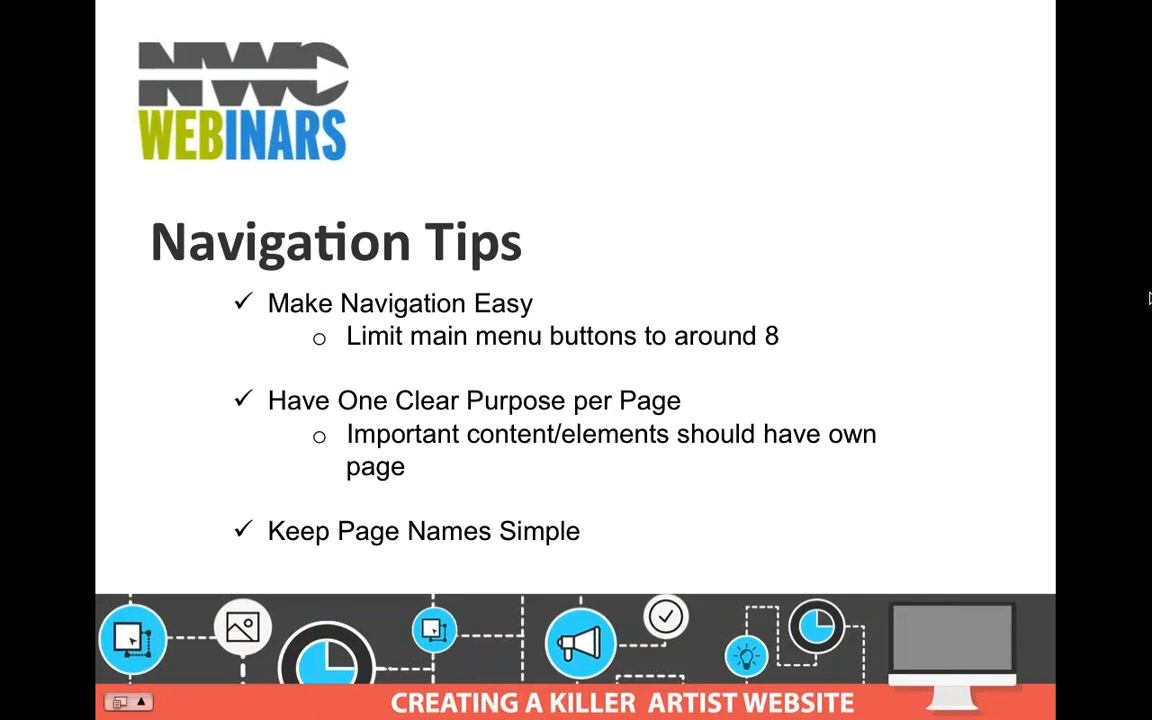 NWC
WEBINARS
Navigation Tips
✓ Make Navigation Easy
o Limit main menu buttons to around 8
✓ Have One Clear Purpose per Page
o Important content/elements should have own
page
✓ Keep Page Names Simple
CREATING A KILLER ARTIST WEBSITE